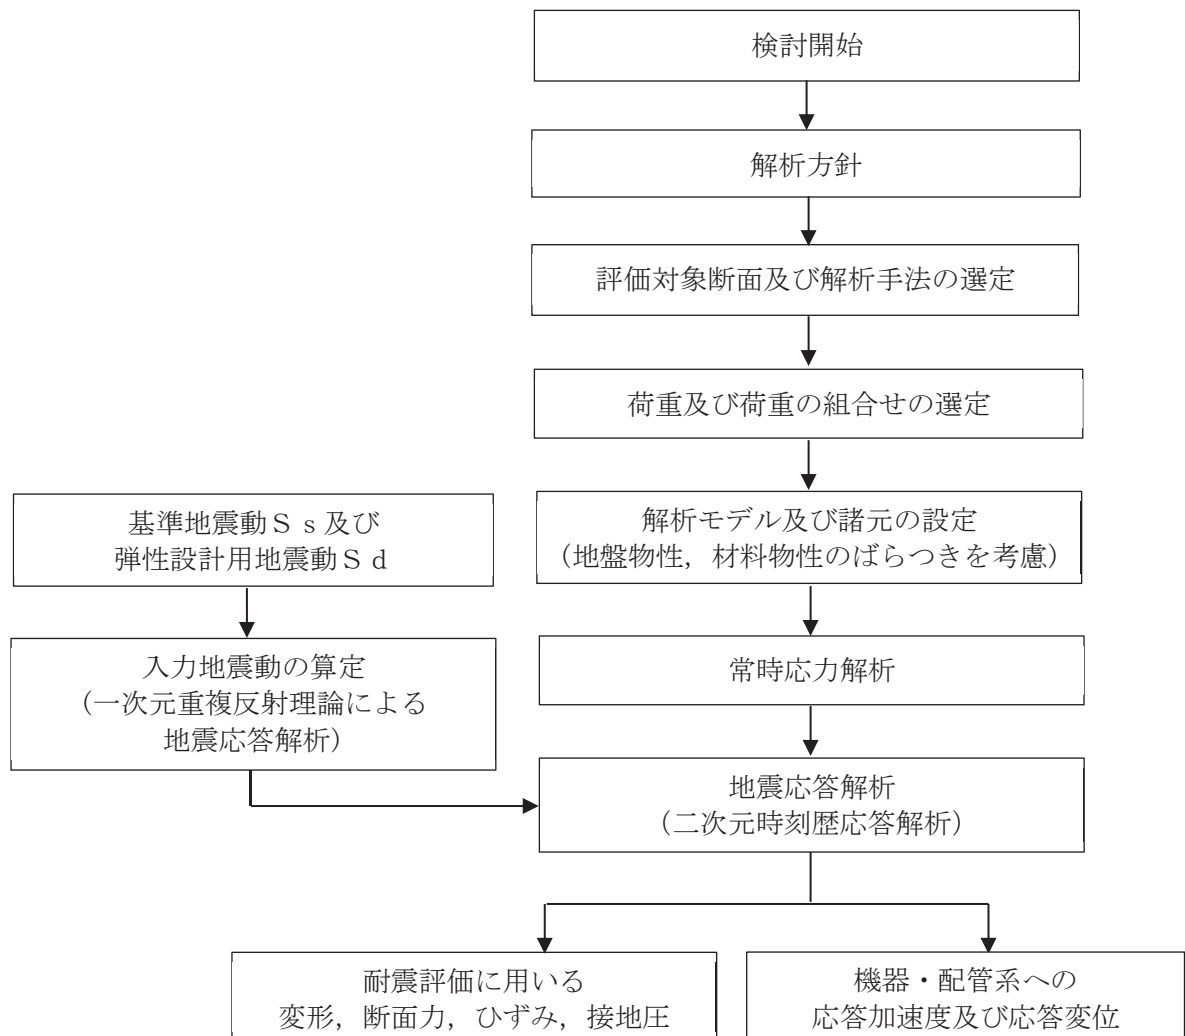 検討開始
解析方針
評価対象断面及び解析手法の選定
荷重及び荷重の組合せの選定
解析モデル及び諸元の設定
（地盤物性，材料物性のばらつきを考慮）
基準地震動Ｓｓ及び
弾性設計用地震動Ｓｄ
入力地震動の算定
（一次元重複反射理論による
地震応答解析）
常時応力解析
地震応答解析
（二次元時刻歴応答解析）
耐震評価に用いる
変形，断面力，ひずみ，接地圧
機器・配管系への
応答加速度及び応答変位